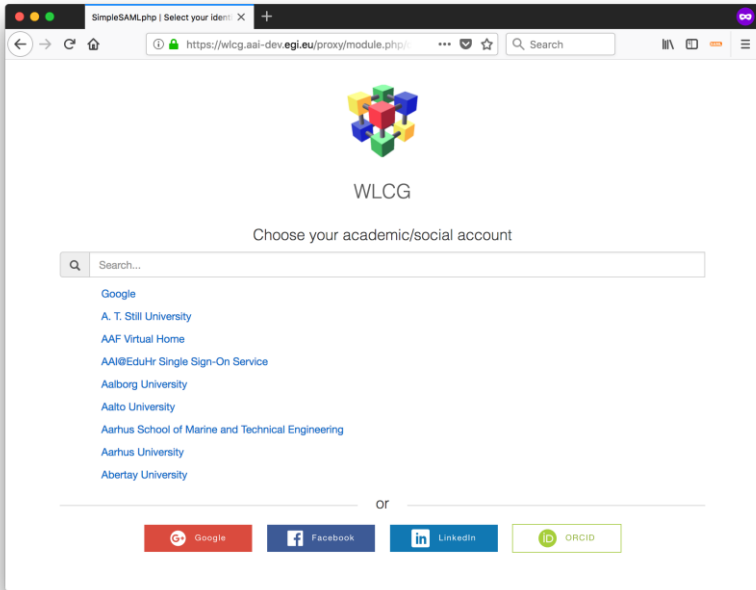 SimpleSAMLphp | Select your ident
https://wlcg.aai-dev.egi.eu/proxy/module.php/
Search
WLCG
Choose your academic/social account
Search...
Google
A. T. Still University
AAF Virtual Home
AAI@EduHr Single Sign-On Service
Aalborg University
Aalto University
Aarhus School of Marine and Technical Engineering
Aarhus University
Abertay University
or
G+ Google
f Facebook
in LinkedIn
iD ORCID